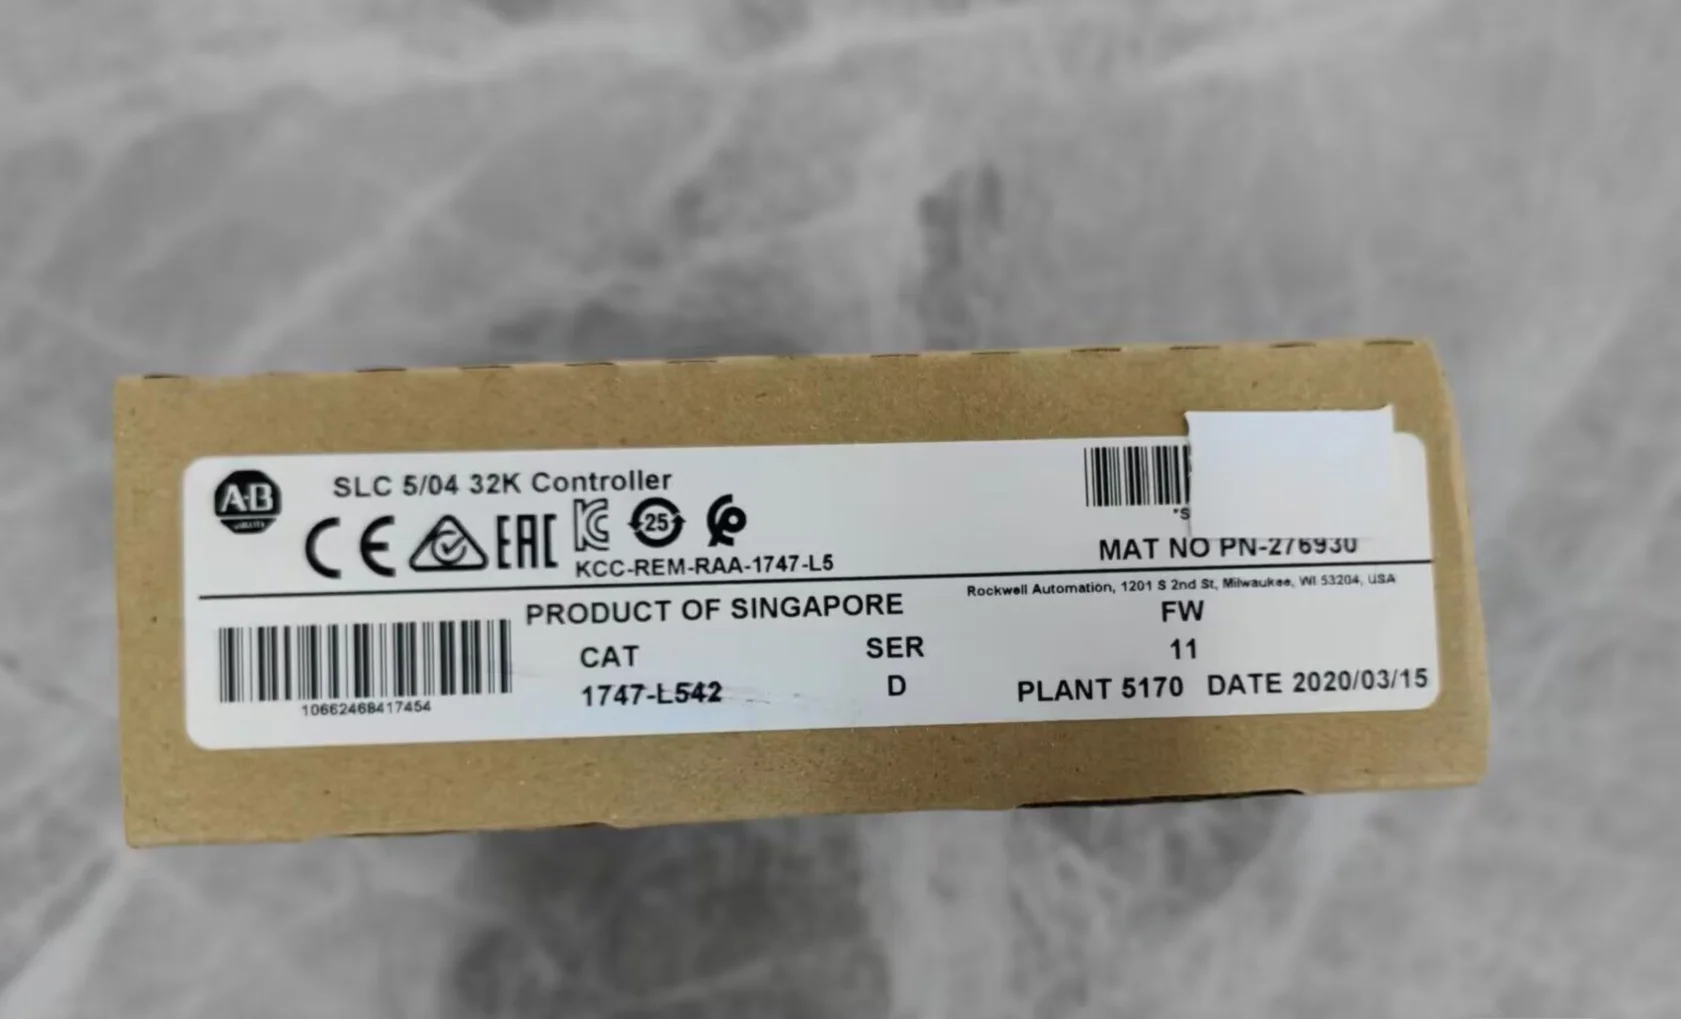 A·B
SLC 5/04 32K Controller
CE EAC KC 25
KCC-REM-RAA-1747-L5
*S
MAT NO PN-276930
Rockwell Automation, 1201 S 2nd St, Milwaukee, WI 53204, USA
PRODUCT OF SINGAPORE
FW
CAT SER 11
1747-L542 D PLANT 5170 DATE 2020/03/15
10662468417454